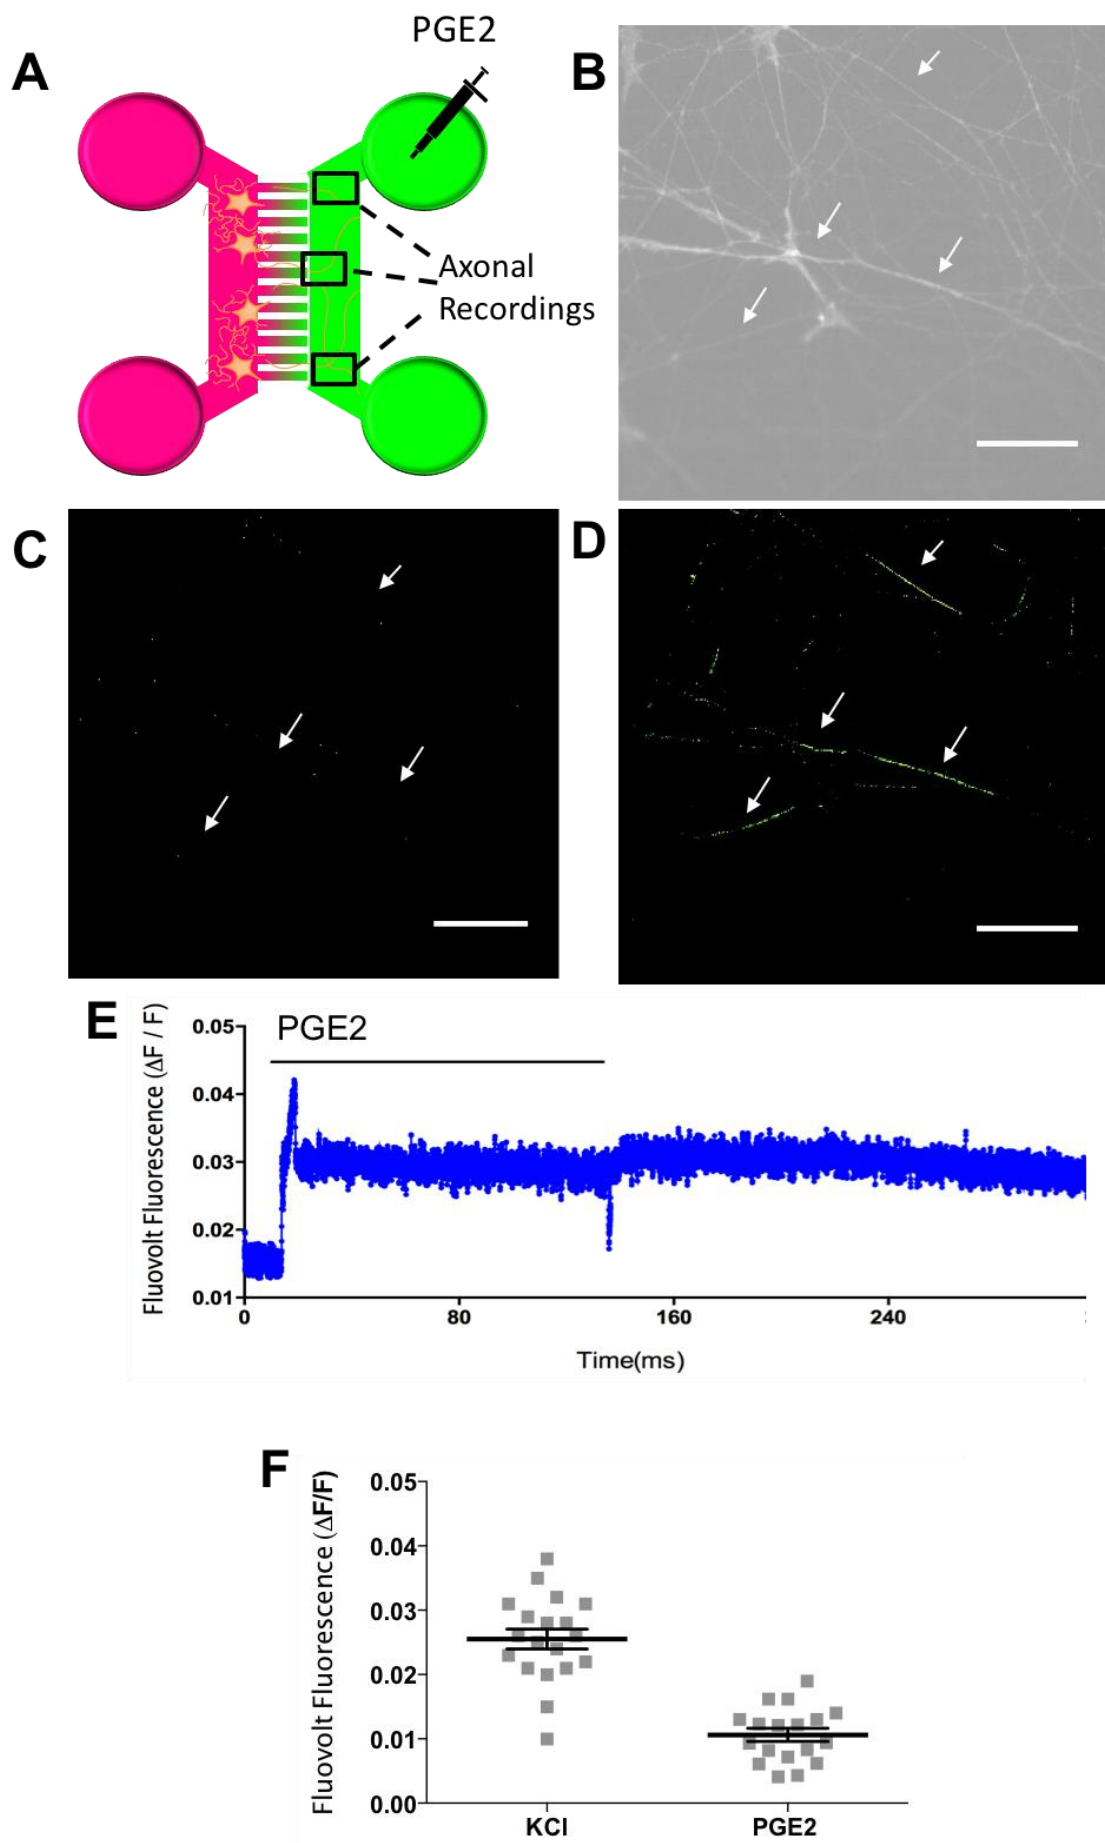 PGE2
A
B
Axonal
Recordings
C
D
E
PGE2
Fluovolt Fluorescence (ΔF / F)
0.05
0.04
0.03
0.02
0.01
0
80
160
240
Time(ms)
F
Fluovolt Fluorescence (ΔF/F)
0.05
0.04
0.03
0.02
0.01
0.00
KCl
PGE2